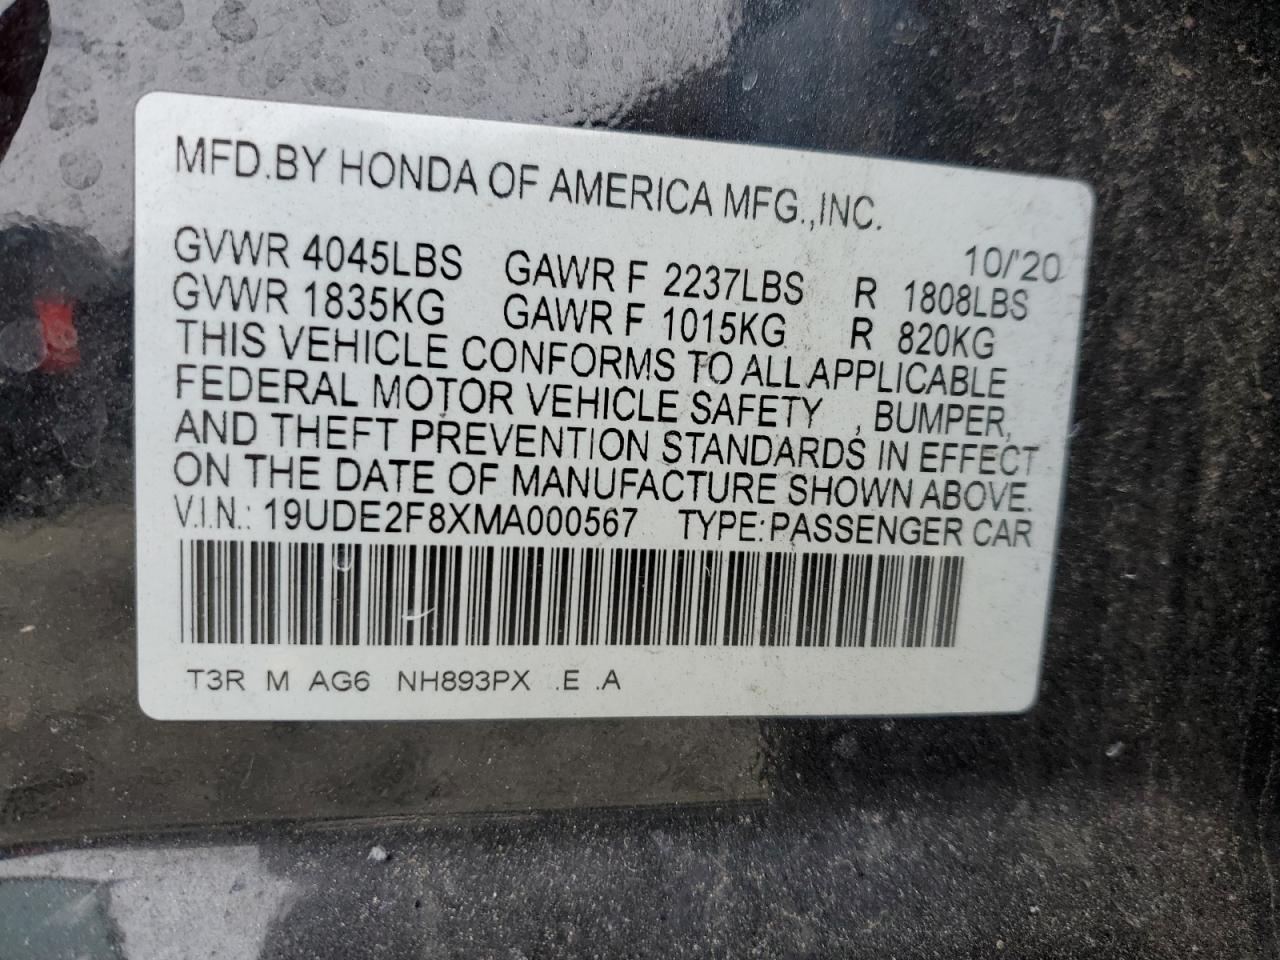 MFD.BY HONDA OF AMERICA MFG.,INC.
10/'20
GVWR 4045LBS GAWR F 2237LBS R 1808LBS
GVWR 1835KG GAWR F 1015KG R 820KG
THIS VEHICLE CONFORMS TO ALL APPLICABLE
FEDERAL MOTOR VEHICLE SAFETY , BUMPER,
AND THEFT PREVENTION STANDARDS IN EFFECT
ON THE DATE OF MANUFACTURE SHOWN ABOVE.
V.I.N.: 19UDE2F8XMA000567 TYPE:PASSENGER CAR
T3R M AG6 NH893PX .E .A